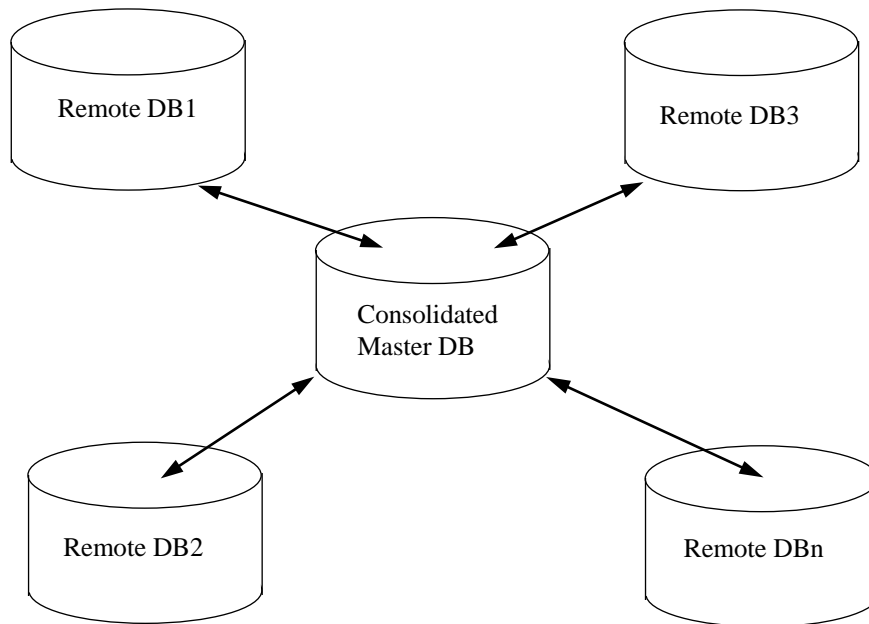 Remote DB1
Remote DB3
Consolidated
Master DB
Remote DB2
Remote DBn